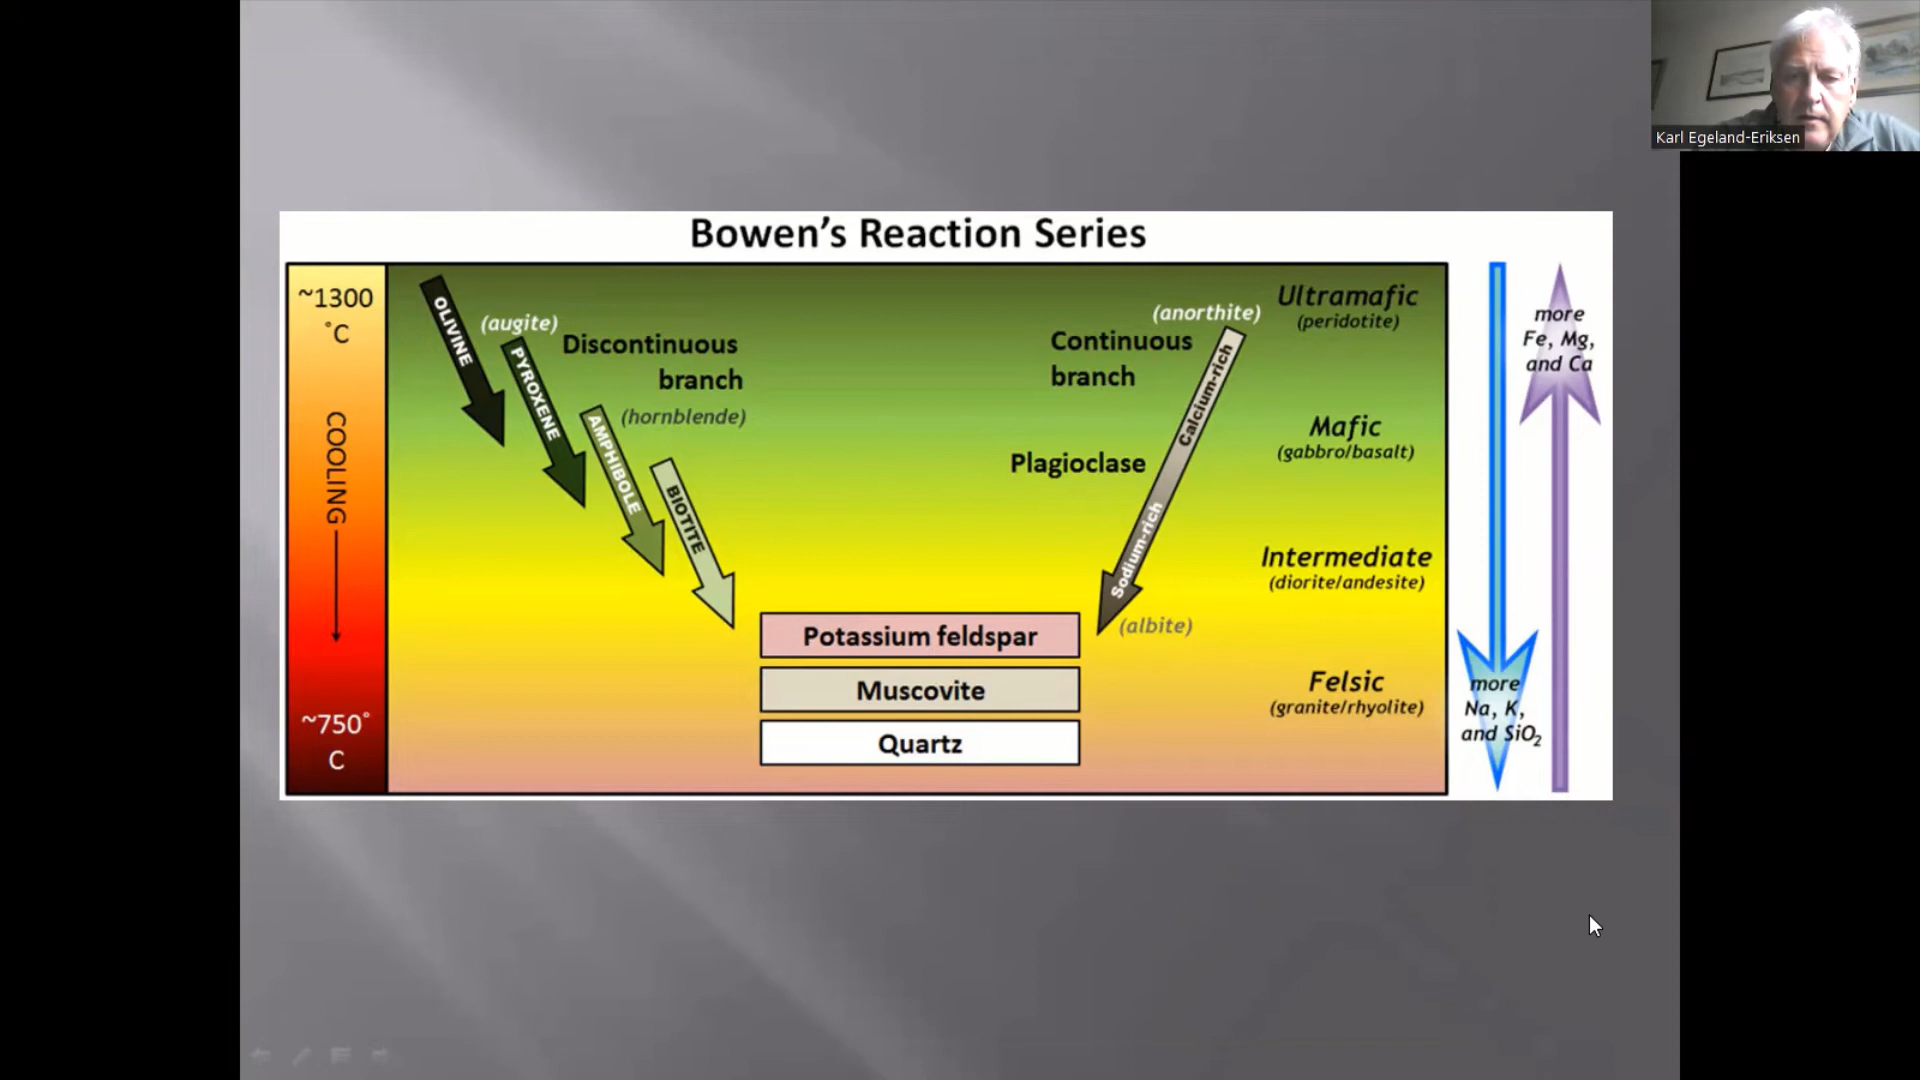 Karl Egeland-Eriksen
Bowen's Reaction Series
~1300
°C
COOLING
~750°
C
OLIVINE
(augite)
PYROXENE
Discontinuous
branch
(hornblende)
AMPHIBOLE
BIOTITE
(anorthite)
Continuous
branch
Calcium-rich
Plagioclase
Sodium-rich
(albite)
Potassium feldspar
Muscovite
Quartz
Ultramafic
(peridotite)
Mafic
(gabbro/basalt)
Intermediate
(diorite/andesite)
Felsic
(granite/rhyolite)
more
Fe, Mg,
and Ca
more
Na, K,
and SiO₂